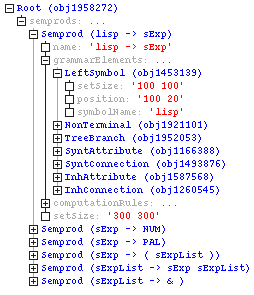 Root (obj1958272)
semprods: ...
Semprod (lisp -> sExp)
name: 'lisp -> sExp'
grammarElements: ...
LeftSymbol (obj1453139)
setSize: '100 100'
position: '100 20'
symbolName: 'lisp'
NonTerminal (obj1921101)
TreeBranch (obj1952053)
SyntAttribute (obj1166388)
SyntConnection (obj1493876)
InhAttribute (obj1587568)
InhConnection (obj1260545)
computationRules: ...
setSize: '300 300'
Semprod (sExp -> NUM)
Semprod (sExp -> PAL)
Semprod (sExp -> ( sExpList ))
Semprod (sExpList -> sExp sExpList)
Semprod (sExpList -> & )